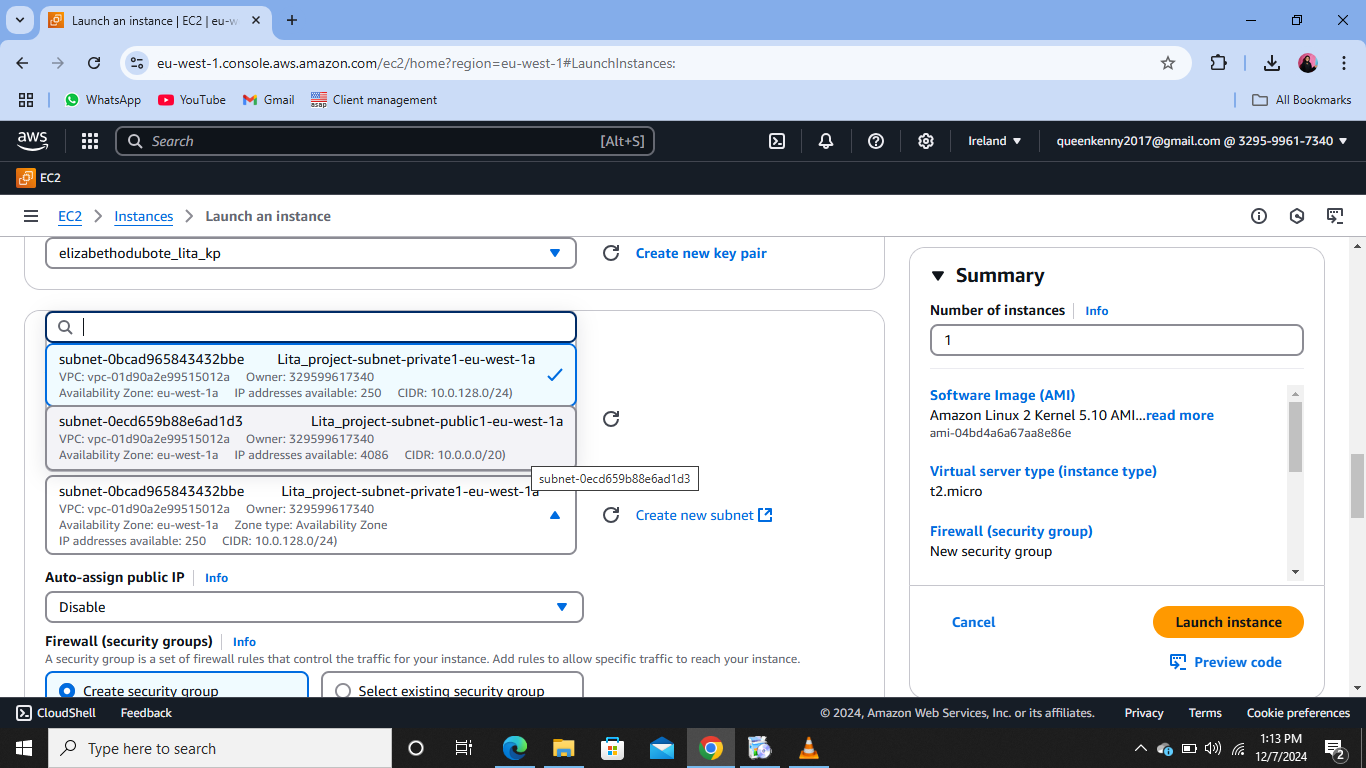 Launch an instance | EC2 | eu-w
eu-west-1.console.aws.amazon.com/ec2/home?region=eu-west-1#LaunchInstances:
WhatsApp
YouTube
Gmail
Client management
All Bookmarks
aws
Search
[Alt+S]
Ireland
queenkenny2017@gmail.com @ 3295-9961-7340
EC2
EC2
Instances
Launch an instance
elizabethodubote_lita_kp
Create new key pair
subnet-0bcad965843432bbe Lita_project-subnet-private1-eu-west-1a
VPC: vpc-01d90a2e99515012a Owner: 329599617340
Availability Zone: eu-west-1a IP addresses available: 250 CIDR: 10.0.128.0/24)
subnet-0ecd659b88e6ad1d3 Lita_project-subnet-public1-eu-west-1a
VPC: vpc-01d90a2e99515012a Owner: 329599617340
Availability Zone: eu-west-1a IP addresses available: 4086 CIDR: 10.0.0.0/20)
subnet-0ecd659b88e6ad1d3
subnet-0bcad965843432bbe Lita_project-subnet-private1-eu-west-1a
VPC: vpc-01d90a2e99515012a Owner: 329599617340
Availability Zone: eu-west-1a Zone type: Availability Zone
IP addresses available: 250 CIDR: 10.0.128.0/24)
Create new subnet
Auto-assign public IP
Info
Disable
Firewall (security groups)
Info
A security group is a set of firewall rules that control the traffic for your instance. Add rules to allow specific traffic to reach your instance.
Create security group
Select existing security group
Summary
Number of instances
Info
1
Software Image (AMI)
Amazon Linux 2 Kernel 5.10 AMI...read more
ami-04bd4a6a67aa8e86e
Virtual server type (instance type)
t2.micro
Firewall (security group)
New security group
Cancel
Launch instance
Preview code
CloudShell
Feedback
© 2024, Amazon Web Services, Inc. or its affiliates.
Privacy
Terms
Cookie preferences
Type here to search
1:13 PM
12/7/2024
2